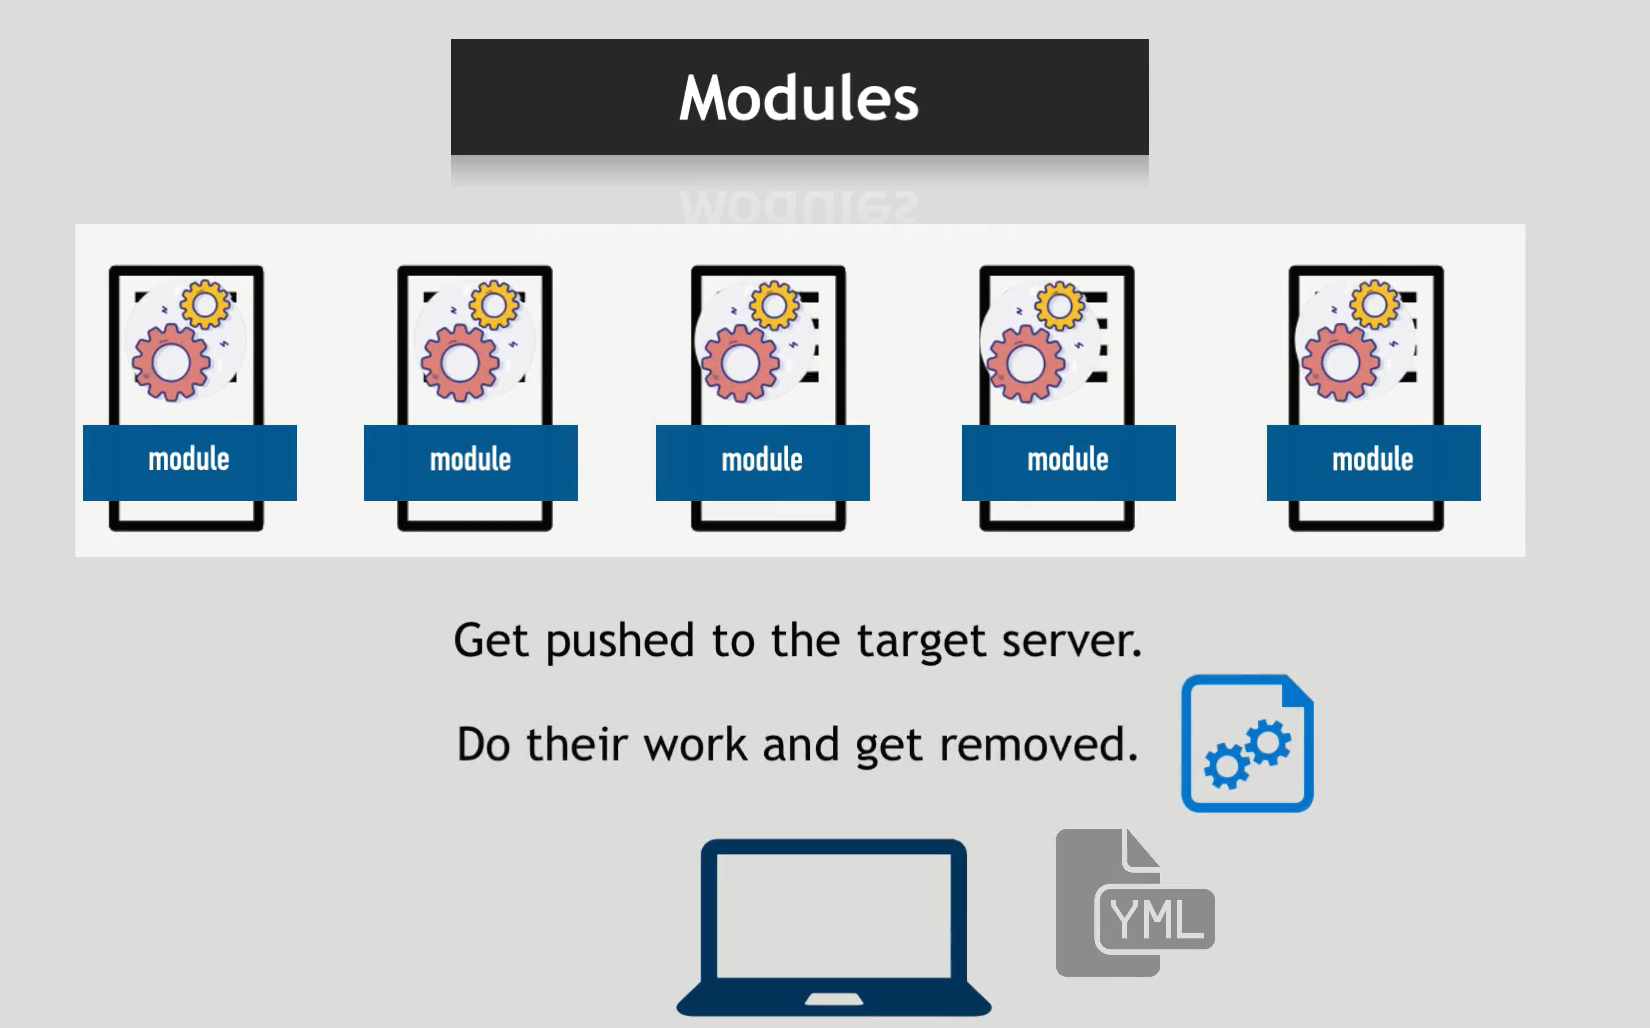 Modules
module
module
module
module
module
Get pushed to the target server.
Do their work and get removed.
YML